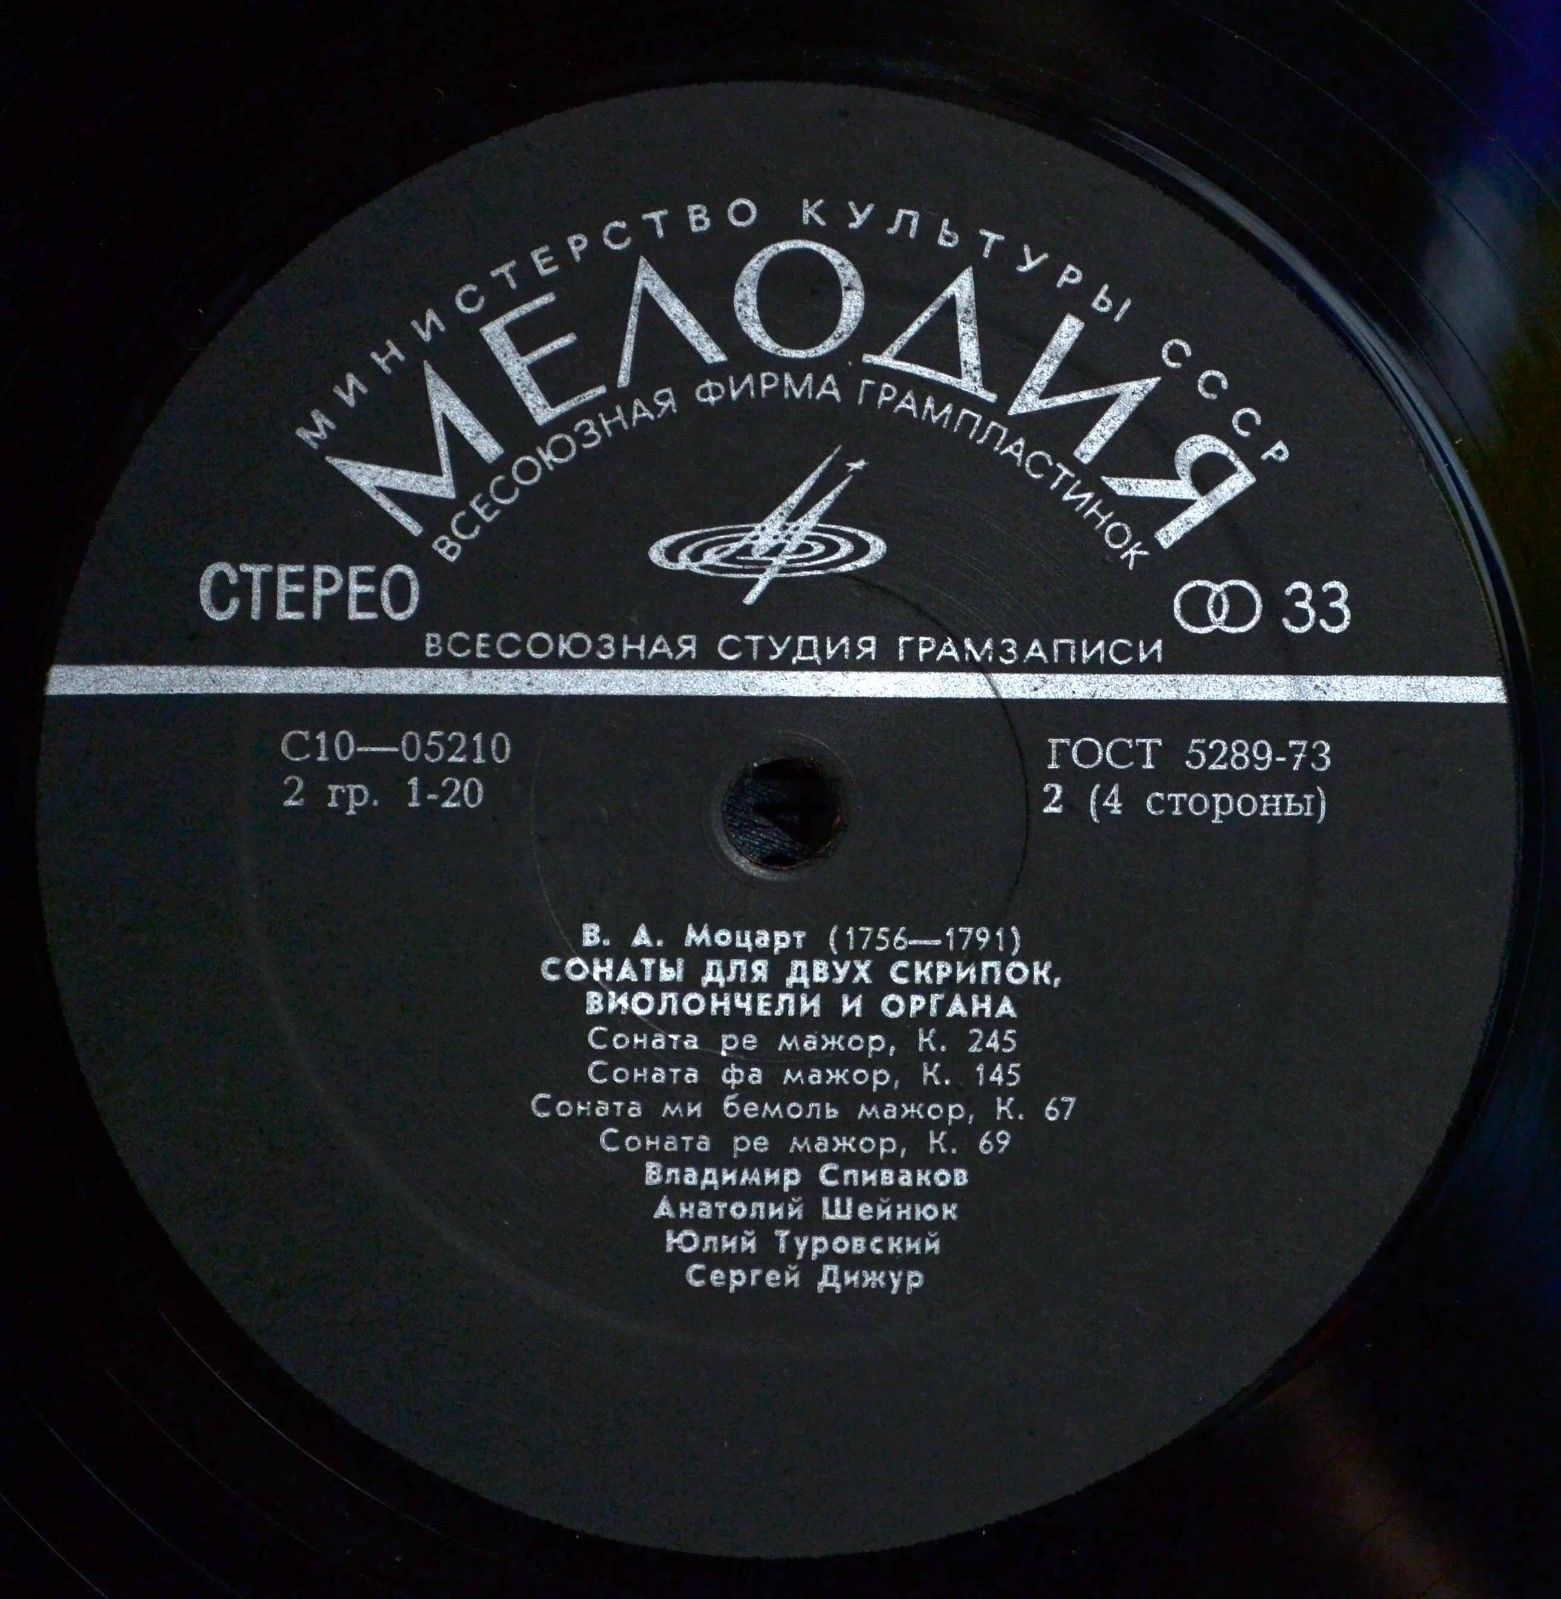 МИНИСТЕРСТВО КУЛЬТУРЫ СССР
МЕЛОДИЯ
ВСЕСОЮЗНАЯ ФИРМА ГРАМПЛАСТИНОК
СТЕРЕО
33
ВСЕСОЮЗНАЯ СТУДИЯ ГРАМЗАПИСИ
С10—05210
2 гр. 1-20
ГОСТ 5289-73
2 (4 стороны)
В. А. Моцарт (1756—1791)
СОНАТЫ ДЛЯ ДВУХ СКРИПОК,
ВИОЛОНЧЕЛИ И ОРГАНА
Соната ре мажор, К. 245
Соната фа мажор, К. 145
Соната ми бемоль мажор, К. 67
Соната ре мажор, К. 69
Владимир Спиваков
Анатолий Шейнюк
Юлий Туровский
Сергей Дижур